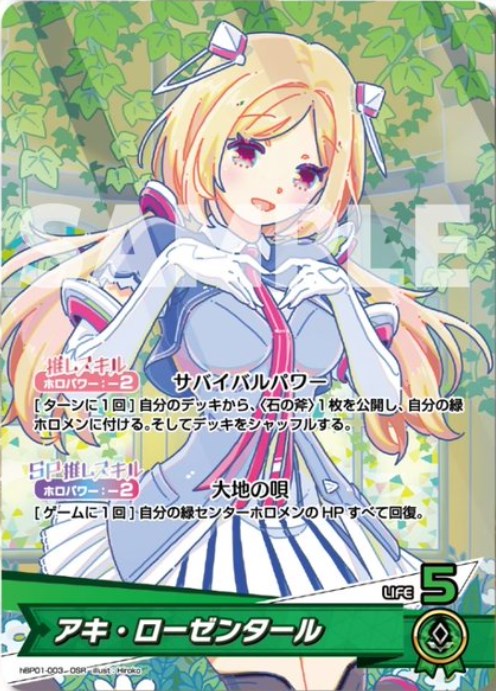 SAMPLE
推しスキル
ホロパワー：－2
サバイバルパワー
[ターンに1回]自分のデッキから、〈石の斧〉1枚を公開し、自分の緑
ホロメンに付ける。そしてデッキをシャッフルする。
SP推しスキル
ホロパワー：－2
大地の唄
[ゲームに1回]自分の緑センターホロメンのHPすべて回復。
LIFE 5
アキ・ローゼンタール
hBP01-003 OSR illust：Hiroko